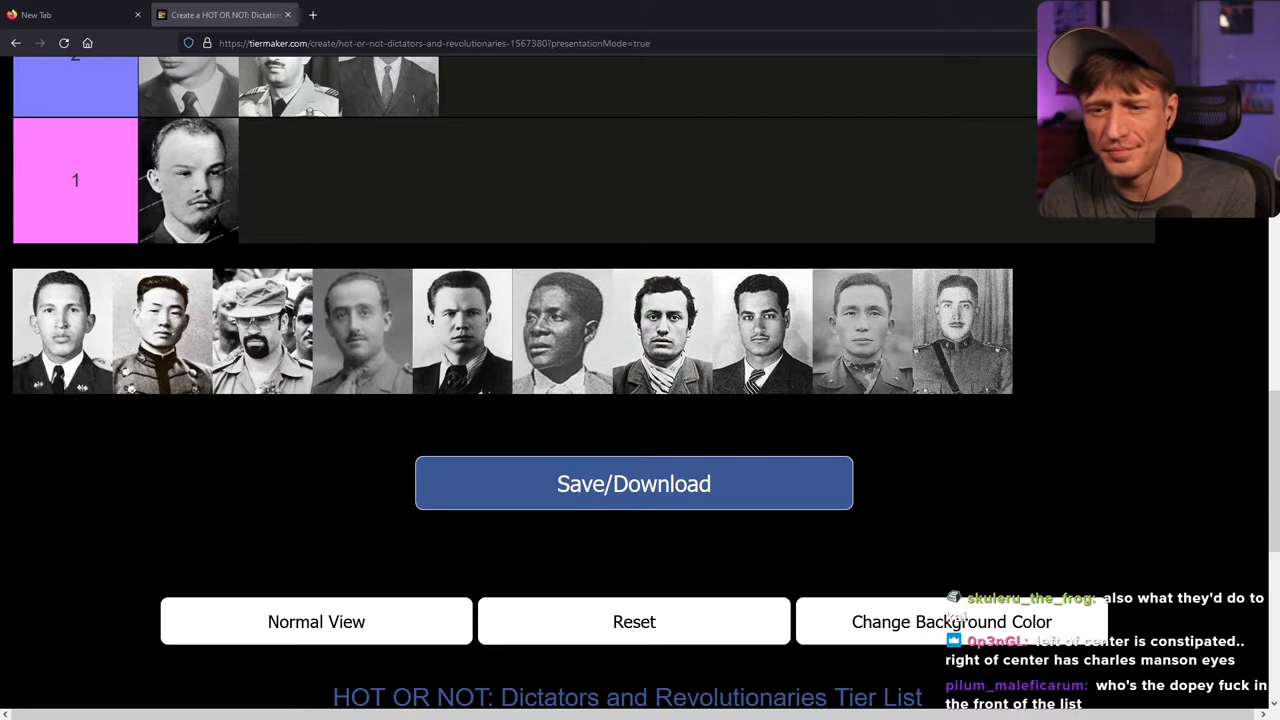 New Tab
Create a HOT OR NOT: Dictators
https://tiermaker.com/create/hot-or-not-dictators-and-revolutionaries-1567380?presentationMode=true
1
Save/Download
Normal View
Reset
Change Background Color
skuleru_the_frog: also what they'd do to
0p3nGL: left of center is constipated..
right of center has charles manson eyes
pilum_maleficarum: who's the dopey fuck in
the front of the list
HOT OR NOT: Dictators and Revolutionaries Tier List